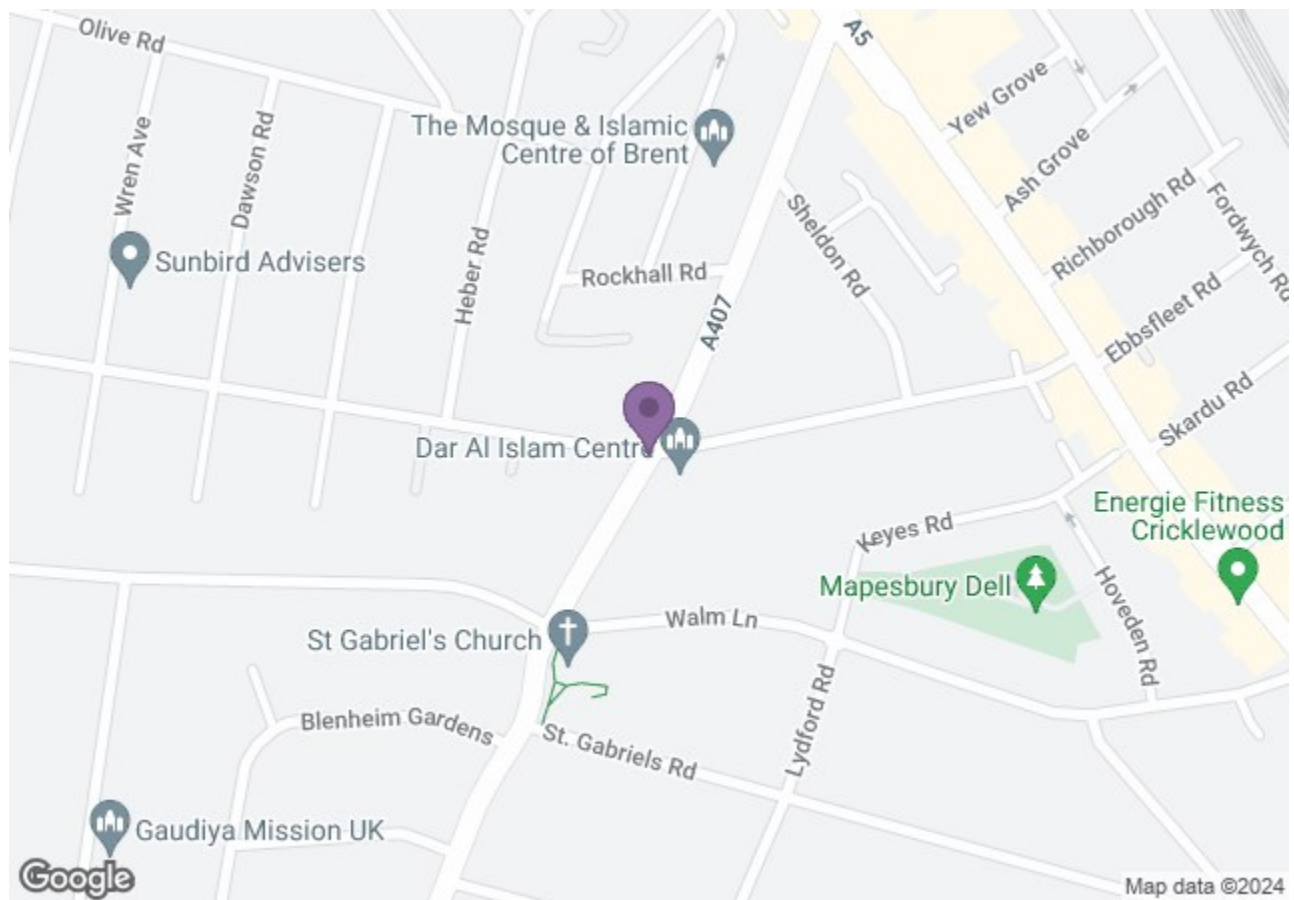 Olive Rd
A5
Yew Grove
The Mosque & Islamic
Centre of Brent
Wren Ave
Dawson Rd
Ash Grove
Richborough Rd
Fordwych Rd
Sheldon Rd
Sunbird Advisers
Heber Rd
Rockhall Rd
A407
Ebbsfleet Rd
Skardu Rd
Dar Al Islam Centre
Energie Fitness
Cricklewood
Keyes Rd
Mapesbury Dell
Hoveden Rd
Walm Ln
St Gabriel's Church
Lydford Rd
Blenheim Gardens
St. Gabriels Rd
Gaudiya Mission UK
Google
Map data ©2024